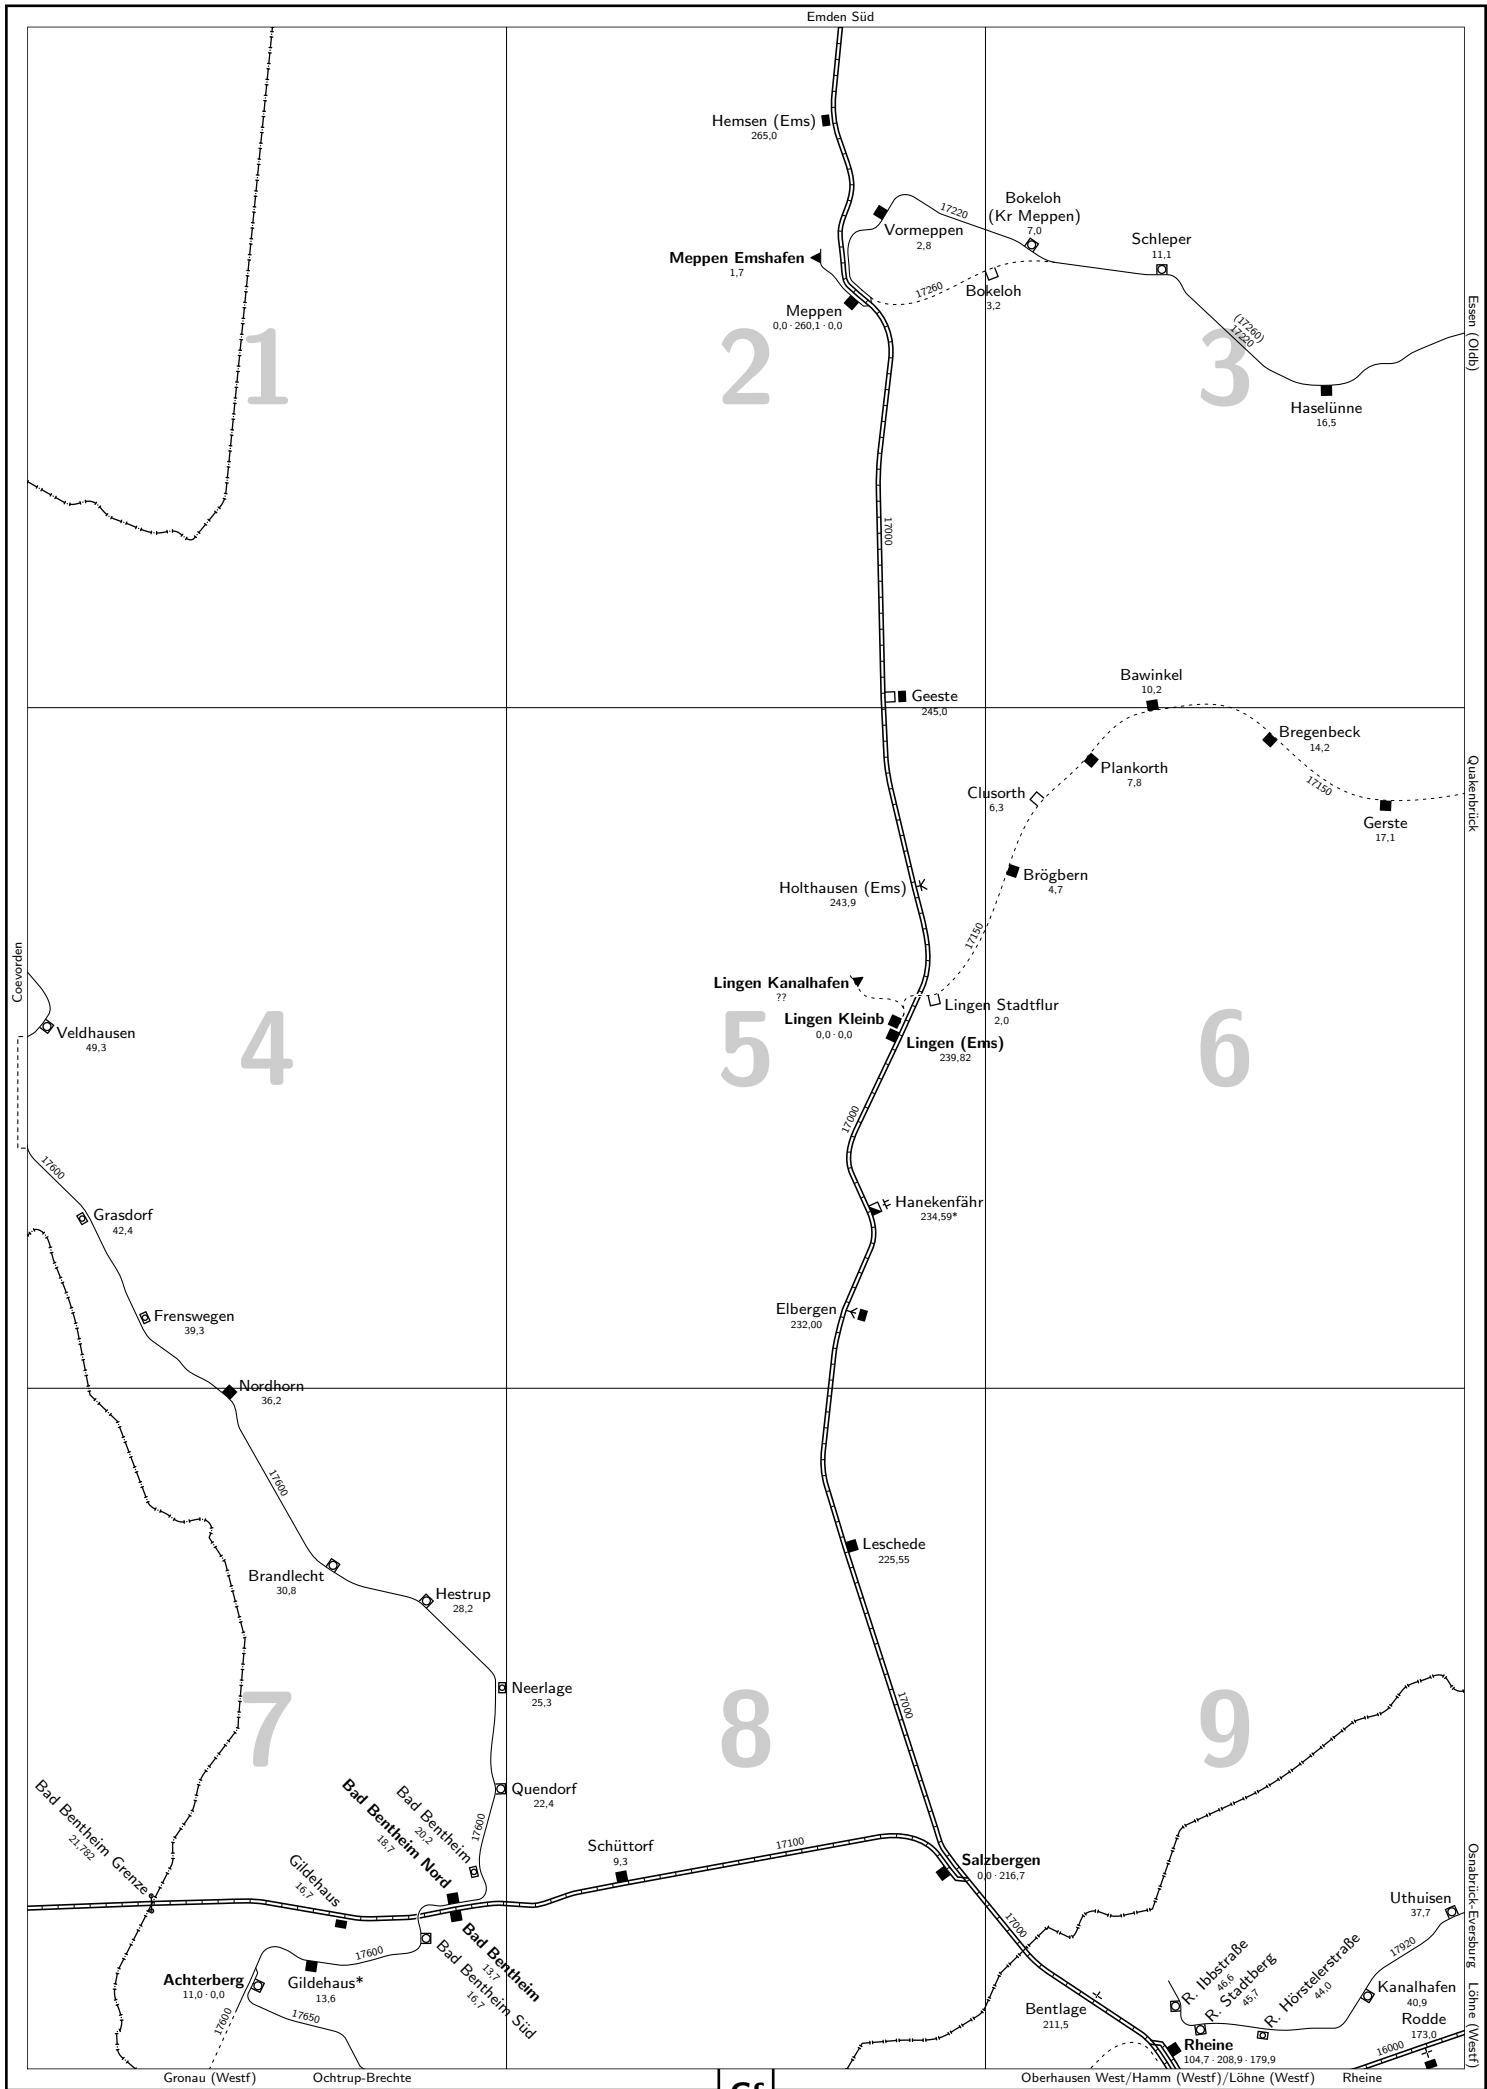 Emden Süd
Hemsen (Ems)
265,0
Vormeppen
2,8
17220
Bokeloh
(Kr Meppen)
7,0
Schleper
11,1
Meppen Emshafen
1,7
Meppen
0,0 · 260,1 · 0,0
17260
Bokeloh
3,2
(17260)
17220
Essen (Oldb)
Haselünne
16,5
1
2
3
17000
Geeste
245,0
Bawinkel
10,2
Bregenbeck
14,2
Plankorth
7,8
17150
Clusorth
6,3
Gerste
17,1
Quakenbrück
Holthausen (Ems)
243,9
Brögbern
4,7
17150
Coevorden
Lingen Kanalhafen
??
Lingen Stadtflur
2,0
Lingen Kleinb
0,0 · 0,0
Lingen (Ems)
239,82
Veldhausen
49,3
4
5
6
17000
17600
Grasdorf
42,4
Hanekenfähr
234,59*
Frenswegen
39,3
Elbergen
232,00
Nordhorn
36,2
17600
Leschede
225,55
Brandlecht
30,8
Hestrup
28,2
Neerlage
25,3
17000
7
8
9
Quendorf
22,4
Bad Bentheim Grenze
21,782
Bad Bentheim Nord
18,7
Bad Bentheim
20,2
17600
Gildehaus
16,7
Schüttorf
9,3
17100
Salzbergen
0,0 · 216,7
17000
Bad Bentheim
13,7
Bad Bentheim Süd
16,7
17600
Achterberg
11,0 · 0,0
Gildehaus*
13,6
17600
17650
Uthuisen
37,7
17920
Osnabrück-Eversburg
Löhne (Westf)
R. Ibbstraße
46,6
R. Stadtberg
45,7
R. Hörstelerstraße
44,0
Kanalhafen
40,9
Bentlage
211,5
Rodde
173,0
16000
Rheine
104,7 · 208,9 · 179,9
Gronau (Westf)
Ochtrup-Brechte
Oberhausen West/Hamm (Westf)/Löhne (Westf)
Rheine